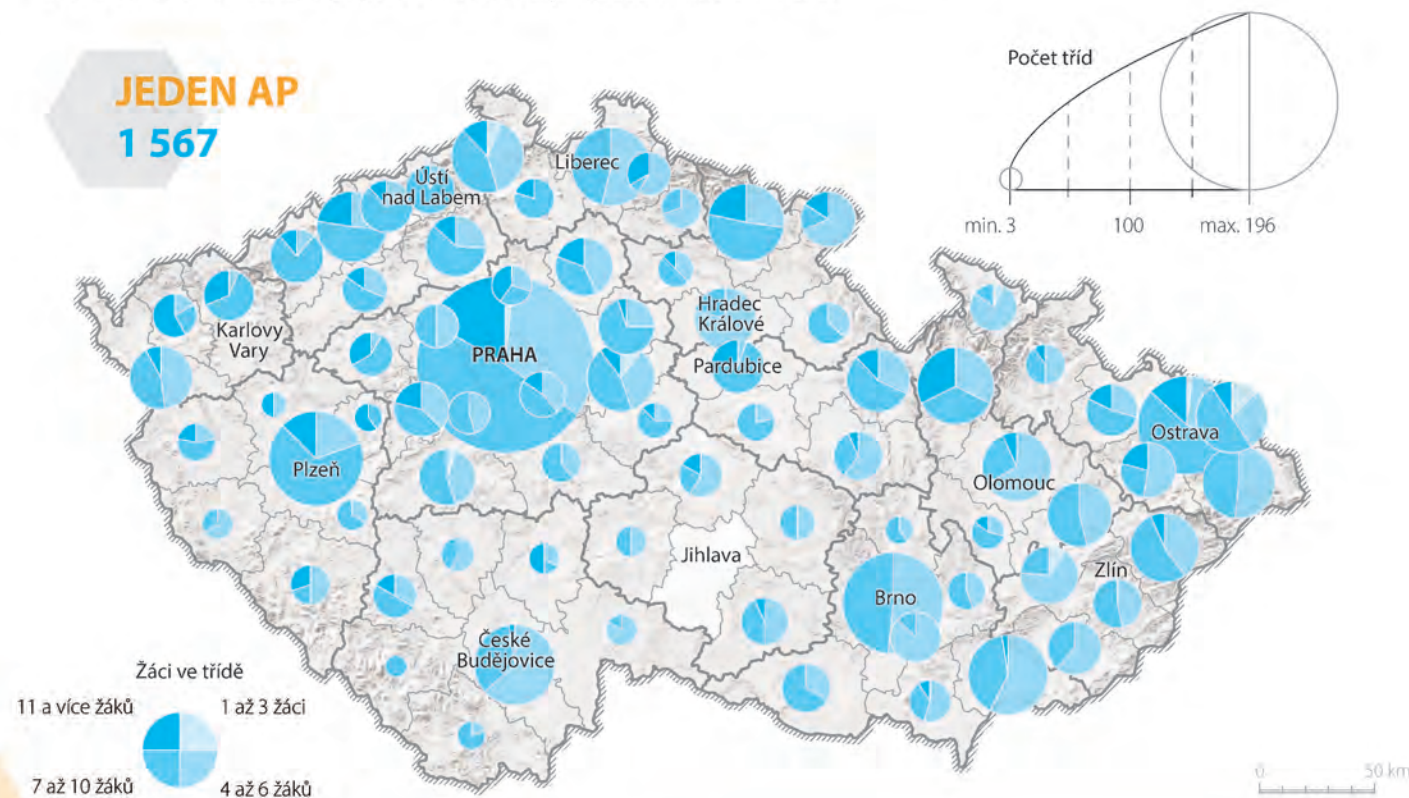 JEDEN AP
1 567
Počet tříd
min. 3
100
max. 196
Liberec
Ústí
nad Labem
Karlovy
Vary
Hradec
Králové
PRAHA
Pardubice
Plzeň
Ostrava
Olomouc
Jihlava
Zlín
Brno
České
Budějovice
Žáci ve třídě
11 a více žáků
1 až 3 žáci
7 až 10 žáků
4 až 6 žáků
0
50 km